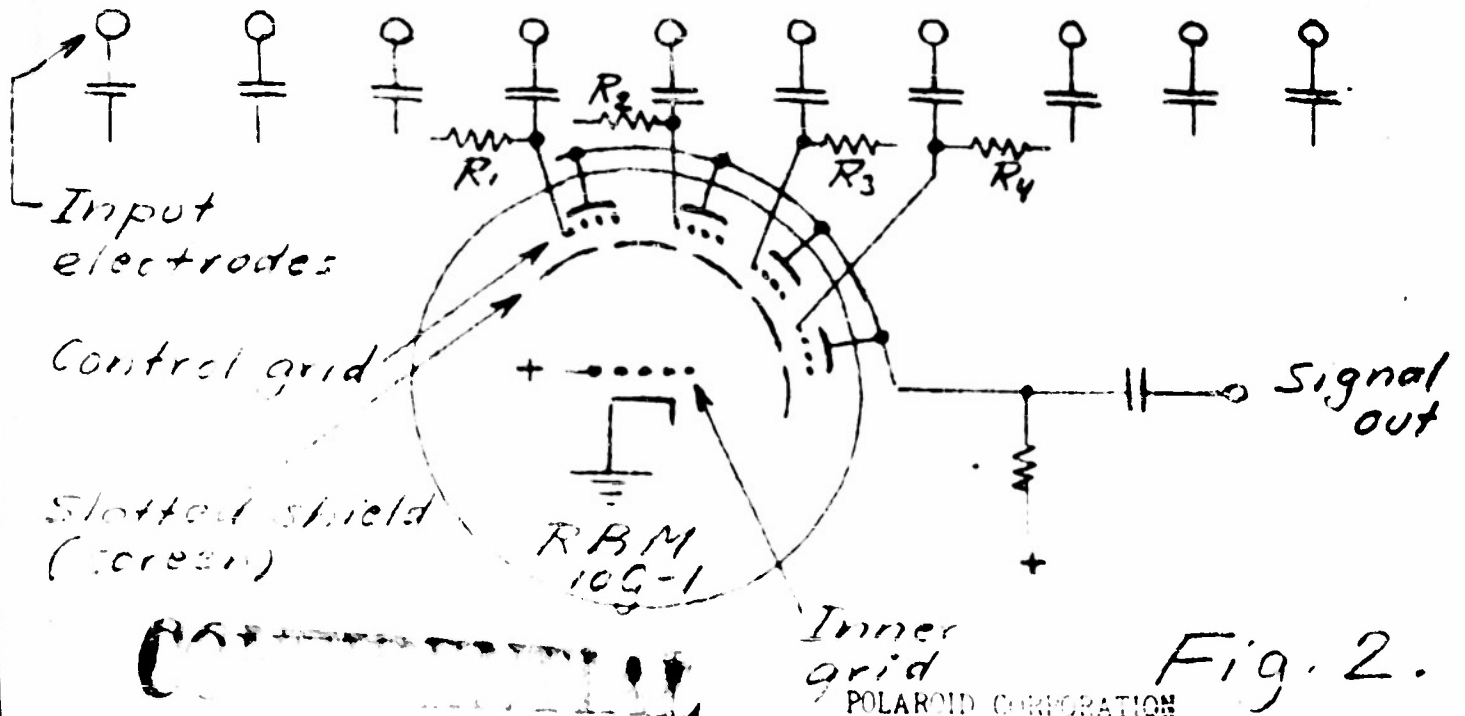 R2
R1
R3
R4
Input
electrodes
Control grid
+
Signal
out
Slotted shield
(screen)
RBM
10G-1
+
Inner
grid
Fig. 2.
POLAROID CORPORATION